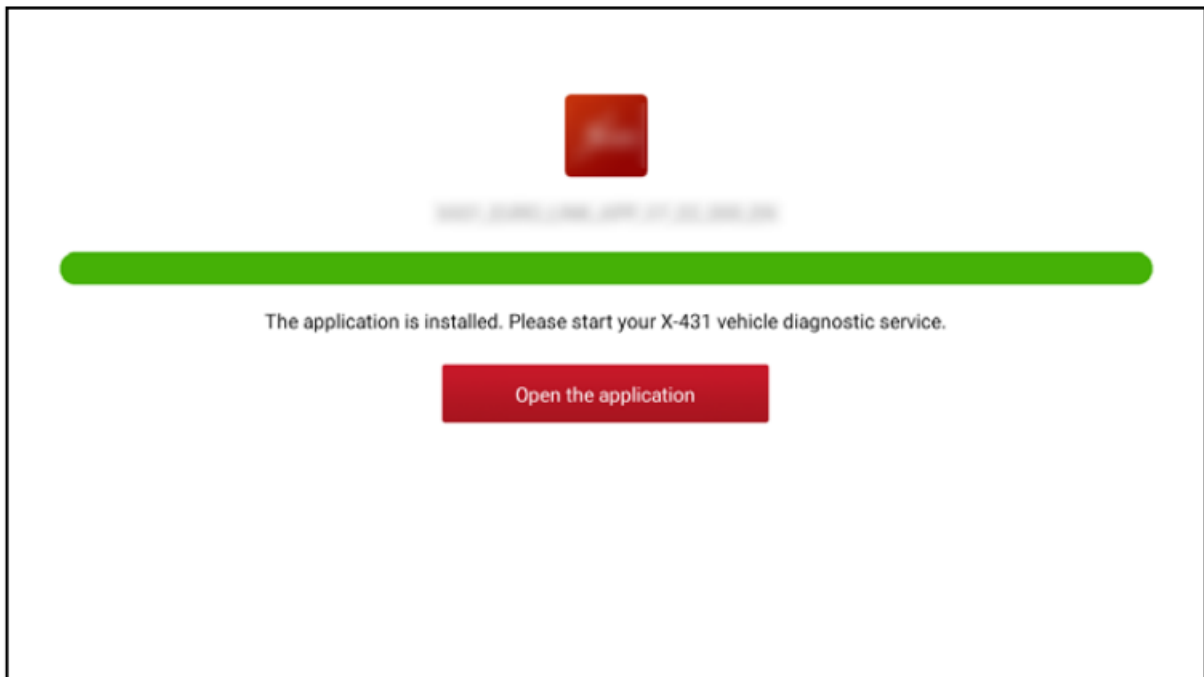 The application is installed. Please start your X-431 vehicle diagnostic service.
Open the application